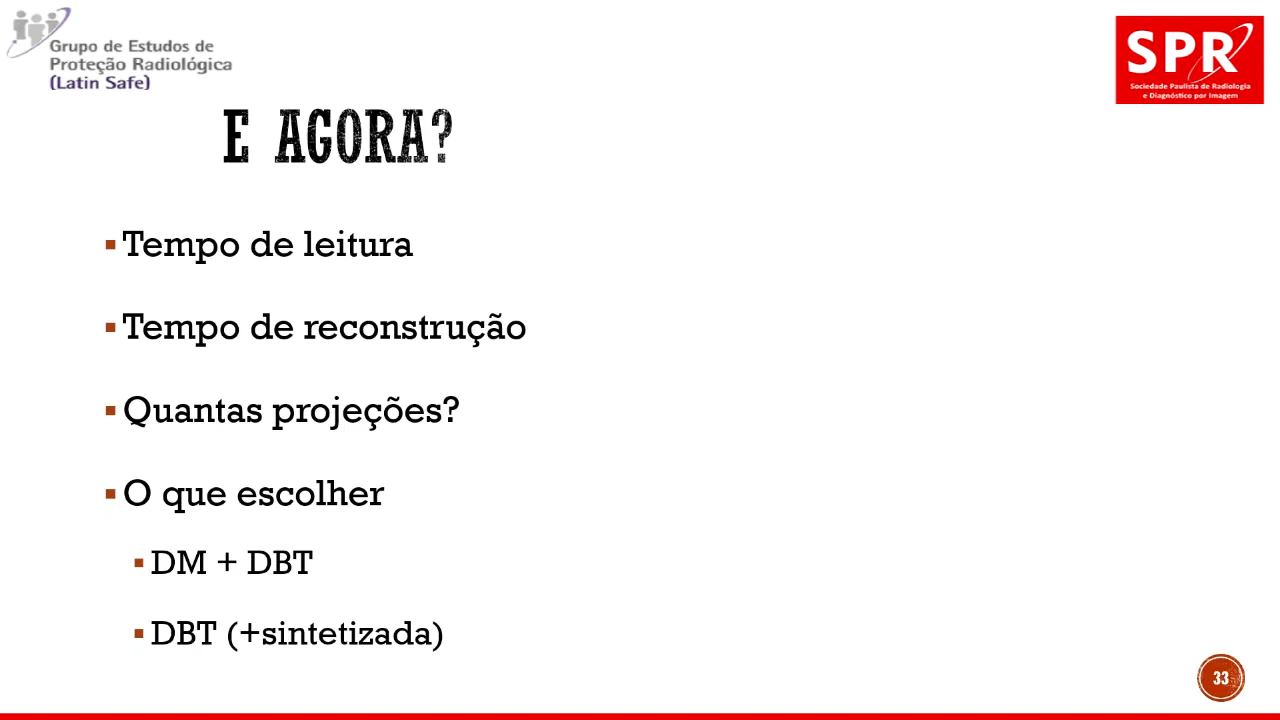 Grupo de Estudos de
Proteção Radiológica
(Latin Safe)
SPR
Sociedade Paulista de Radiologia
e Diagnóstico por Imagem
E AGORA?
▪Tempo de leitura
▪Tempo de reconstrução
▪Quantas projeções?
▪O que escolher
▪DM + DBT
▪DBT (+sintetizada)
33